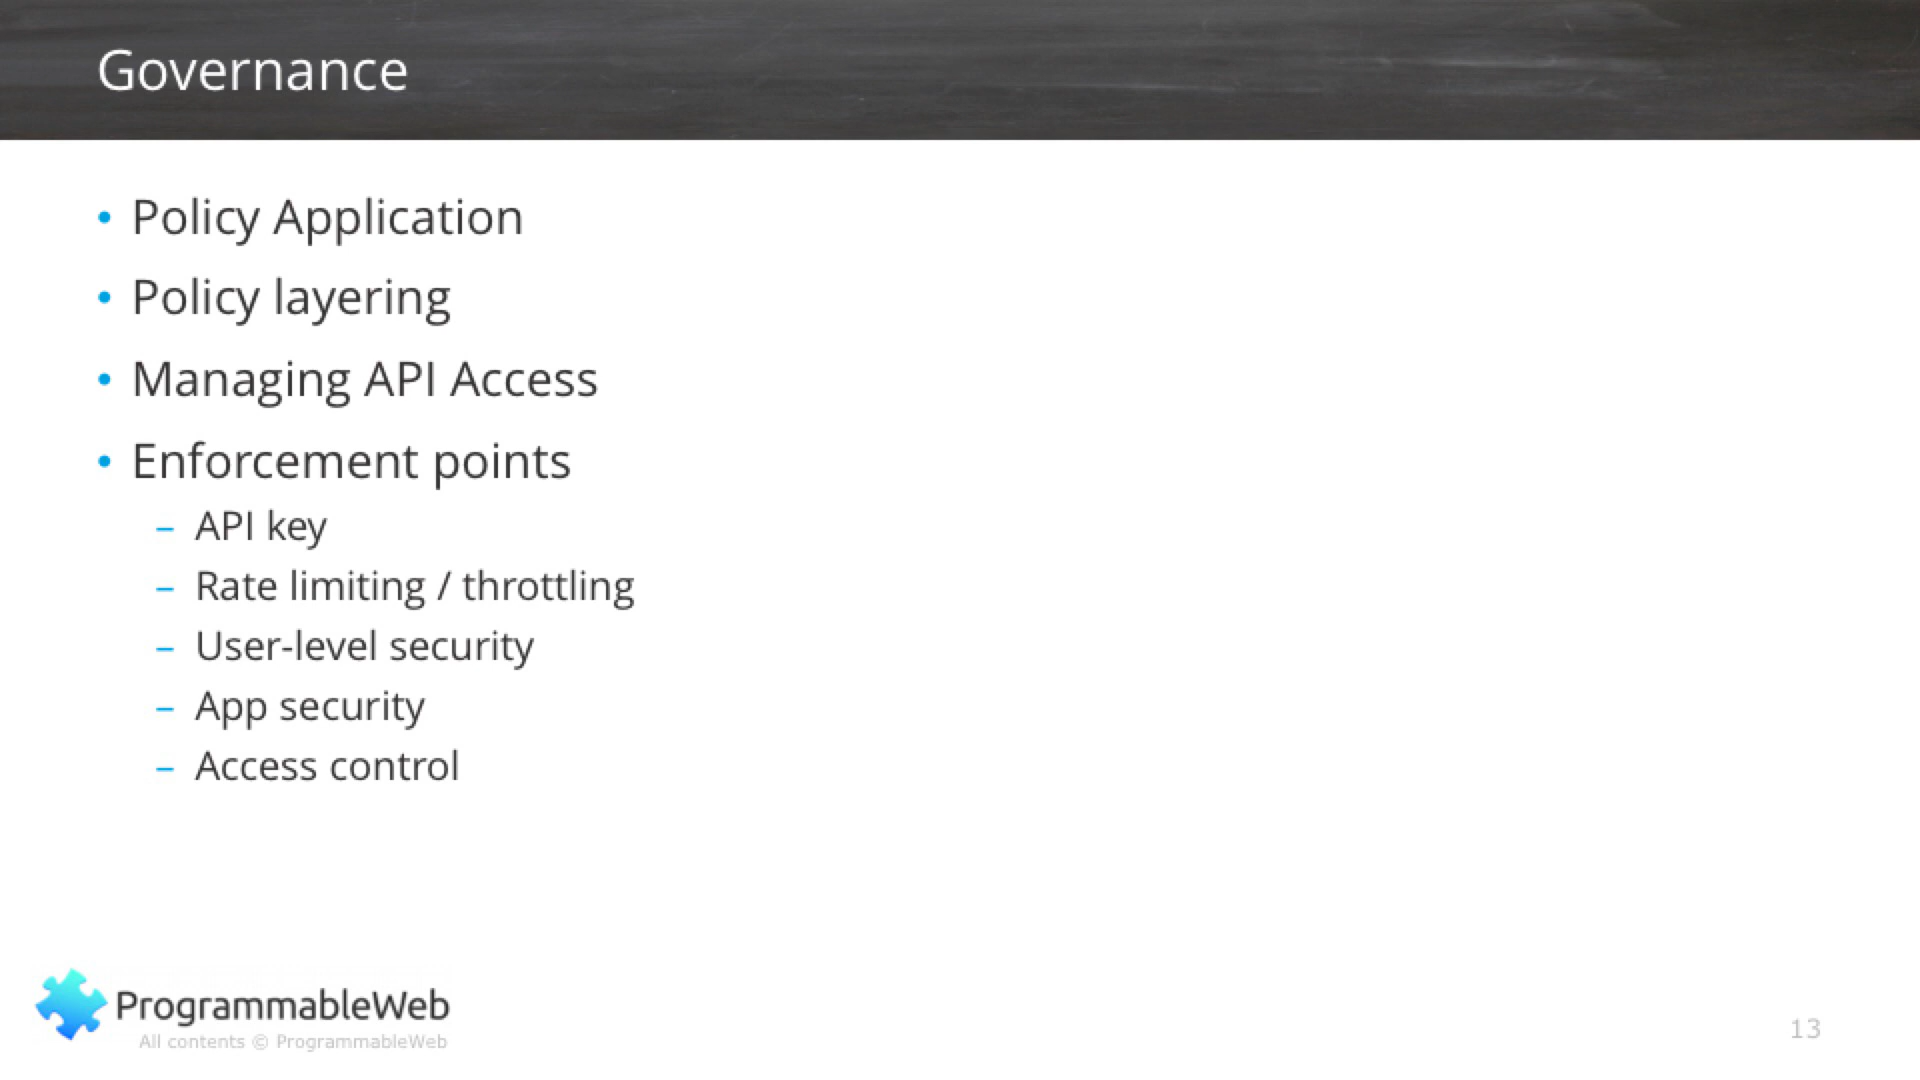 Governance
• Policy Application
• Policy layering
• Managing API Access
• Enforcement points
– API key
– Rate limiting / throttling
– User-level security
– App security
– Access control
ProgrammableWeb
All contents © ProgrammableWeb
13